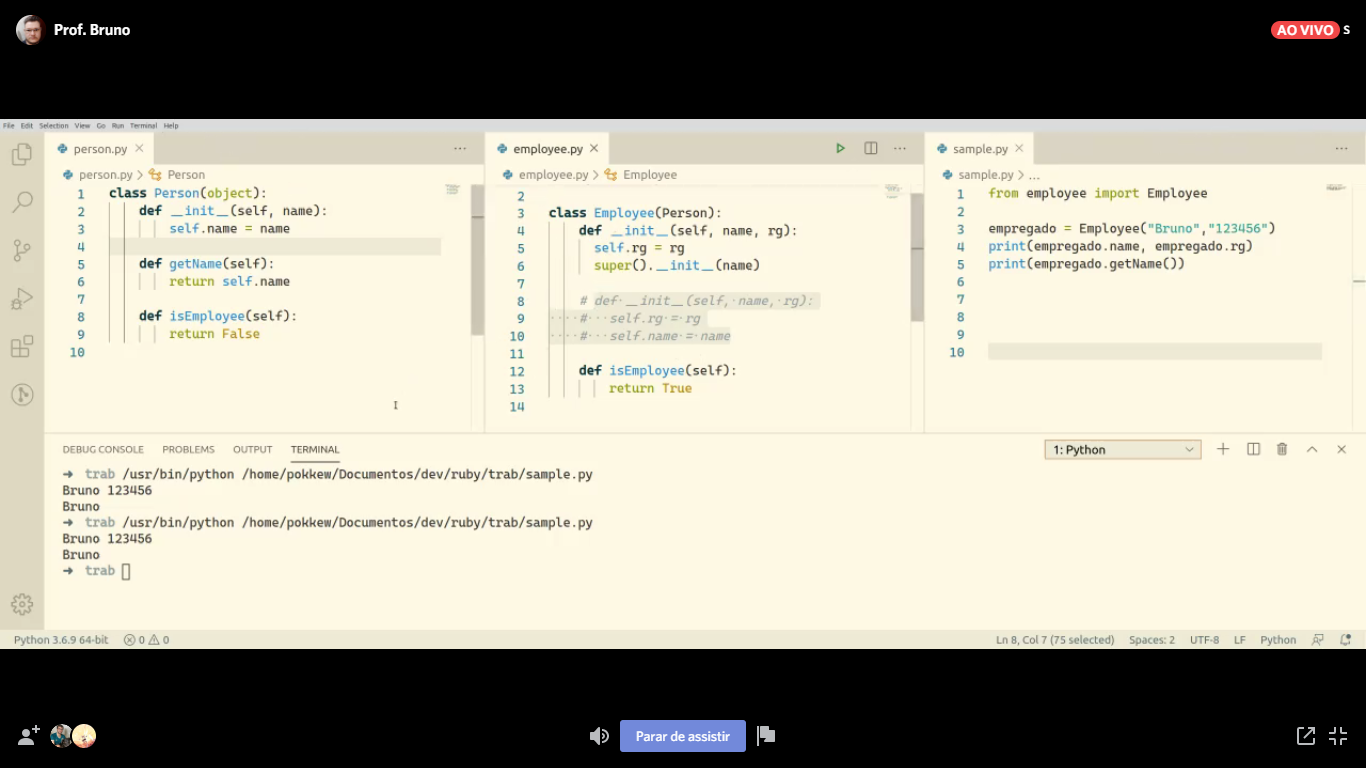 Prof. Bruno
AO VIVO S
File Edit Selection View Go Run Terminal Help
person.py
person.py > Person
1 class Person(object):
2 def __init__(self, name):
3 self.name = name
4
5 def getName(self):
6 return self.name
7
8 def isEmployee(self):
9 return False
10
employee.py
employee.py > Employee
2
3 class Employee(Person):
4 def __init__(self, name, rg):
5 self.rg = rg
6 super().__init__(name)
7
8 # def·__init__(self,·name,·rg):
9 ····#···self.rg·=·rg
10 ····#···self.name·=·name
11
12 def isEmployee(self):
13 return True
14
sample.py
sample.py > ...
1 from employee import Employee
2
3 empregado = Employee("Bruno","123456")
4 print(empregado.name, empregado.rg)
5 print(empregado.getName())
6
7
8
9
10
DEBUG CONSOLE PROBLEMS OUTPUT TERMINAL
1: Python
➜ trab /usr/bin/python /home/pokkew/Documentos/dev/ruby/trab/sample.py
Bruno 123456
Bruno
➜ trab /usr/bin/python /home/pokkew/Documentos/dev/ruby/trab/sample.py
Bruno 123456
Bruno
➜ trab
Python 3.6.9 64-bit 0 0 Ln 8, Col 7 (75 selected) Spaces: 2 UTF-8 LF Python
Parar de assistir